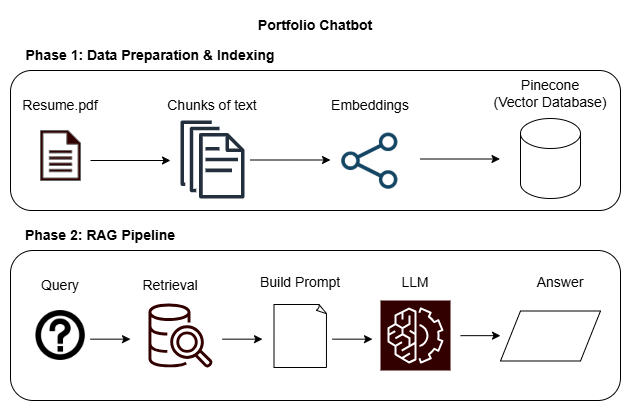 Portfolio Chatbot
Phase 1: Data Preparation & Indexing
Resume.pdf
Chunks of text
Embeddings
Pinecone
(Vector Database)
Phase 2: RAG Pipeline
Query
Retrieval
Build Prompt
LLM
Answer
?